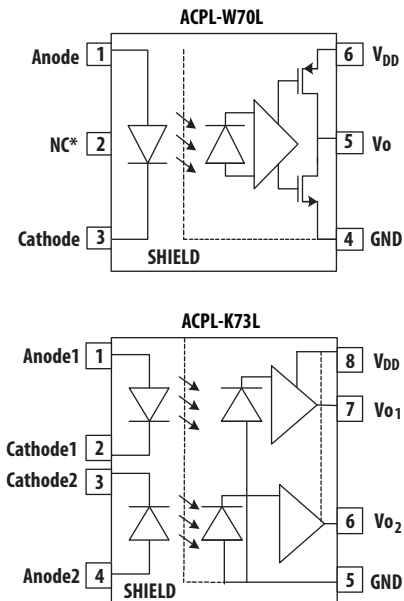 ACPL-W70L
Anode 1
6 VDD
NC* 2
5 Vo
Cathode 3
4 GND
SHIELD
ACPL-K73L
Anode1 1
8 VDD
7 Vo1
Cathode1 2
Cathode2 3
6 Vo2
Anode2 4
5 GND
SHIELD